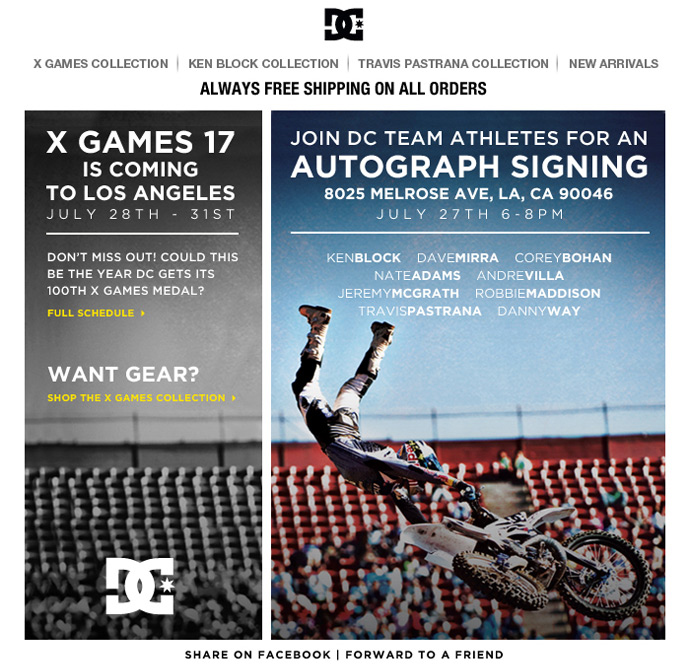 DC
X GAMES COLLECTION | KEN BLOCK COLLECTION | TRAVIS PASTRANA COLLECTION | NEW ARRIVALS
ALWAYS FREE SHIPPING ON ALL ORDERS
X GAMES 17
IS COMING
TO LOS ANGELES
JULY 28TH - 31ST
DON'T MISS OUT! COULD THIS
BE THE YEAR DC GETS ITS
100TH X GAMES MEDAL?
FULL SCHEDULE
WANT GEAR?
SHOP THE X GAMES COLLECTION
DC
JOIN DC TEAM ATHLETES FOR AN
AUTOGRAPH SIGNING
8025 MELROSE AVE, LA, CA 90046
JULY 27TH 6-8PM
KENBLOCK DAVEMIRRA COREYBOHAN
NATEADAMS ANDREVILLA
JEREMYMCGRATH ROBBIEMADDISON
TRAVISPASTRANA DANNYWAY
SHARE ON FACEBOOK | FORWARD TO A FRIEND